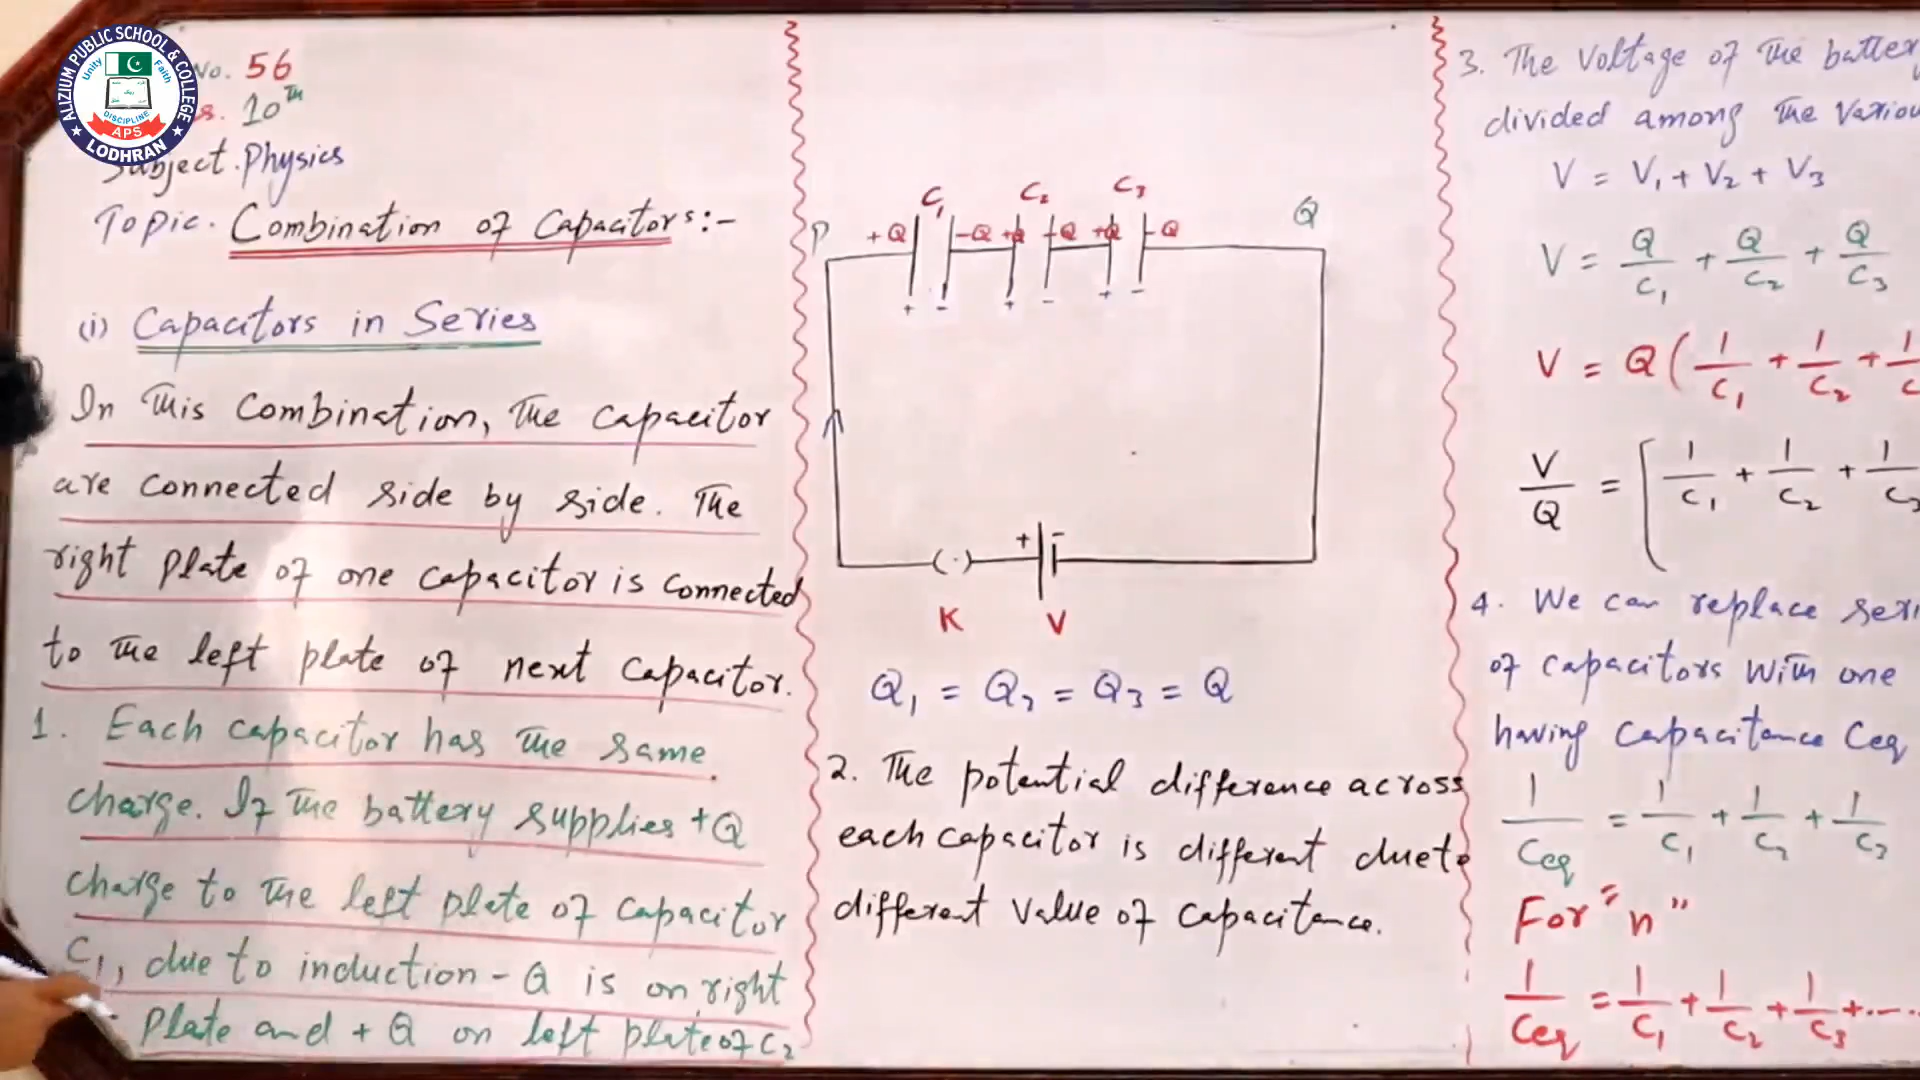 ALIZIUM PUBLIC SCHOOL & COLLEGE
Unity
Faith
DISCIPLINE
APS
LODHRAN
No. 56
s. 10Th
Subject. Physics
Topic. Combination of Capacitors:-
(i) Capacitors in Series
In This Combination, The capacitor
are connected side by side. The
right plate of one capacitor is connected
to The left plate of next capacitor.
1. Each capacitor has The same
charge. If The battery supplies +Q
charge to The left plate of capacitor
C1, due to induction - Q is on right
plate and + Q on left plate of C2
C1 C2 C3
P +Q -Q +Q -Q +Q -Q Q
+ - + - + -
+ -
K V
Q1 = Q2 = Q3 = Q
2. The potential difference across
each capacitor is different due to
different value of capacitance.
3. The Voltage of The battery
divided among The
V = V1 + V2 + V3
V = Q/C1 + Q/C2 + Q/C3
V = Q ( 1/C1 + 1/C2 + 1/C
V/Q = [ 1/C1 + 1/C2 + 1/C3
4. We can replace
of capacitors with one
having capacitance Ceq
1/Ceq = 1/C1 + 1/C2 + 1/C3
For "n"
1/Ceq = 1/C1 + 1/C2 + 1/C3 + ....